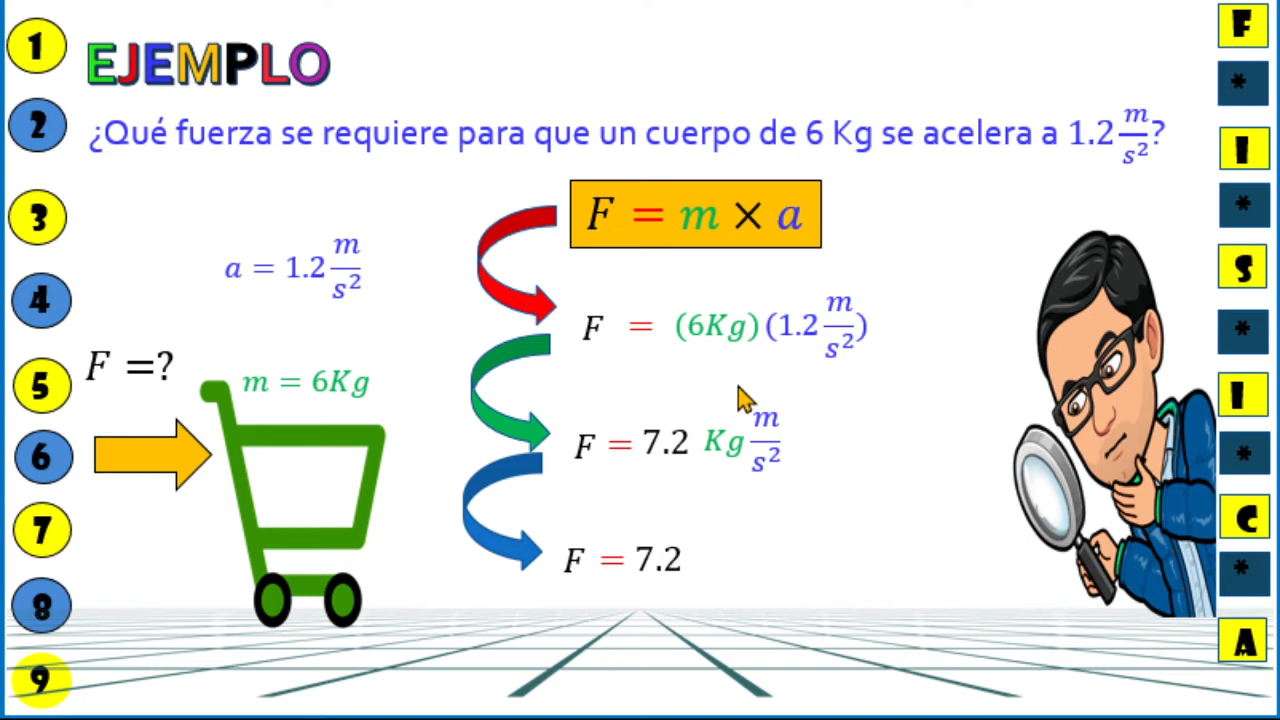 EJEMPLO
¿Qué fuerza se requiere para que un cuerpo de 6 Kg se acelera a 1.2 m/s²?
F = m × a
a = 1.2 m/s²
F = (6Kg)(1.2 m/s²)
F =?
m = 6Kg
F = 7.2 Kg m/s²
F = 7.2
1
2
3
4
5
6
7
8
9
F
*
I
*
S
*
I
*
C
*
A